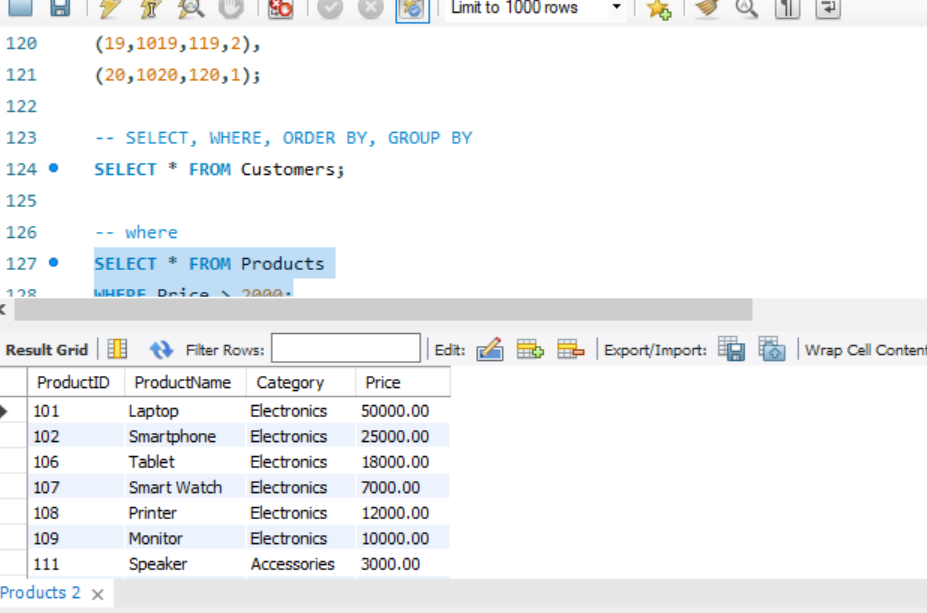 Limit to 1000 rows
120 (19,1019,119,2),
121 (20,1020,120,1);
122
123 -- SELECT, WHERE, ORDER BY, GROUP BY
124 SELECT * FROM Customers;
125
126 -- where
127 SELECT * FROM Products
128 WHERE Price > 2000;
Result Grid Filter Rows: Edit: Export/Import: Wrap Cell Content
ProductID ProductName Category Price
101 Laptop Electronics 50000.00
102 Smartphone Electronics 25000.00
106 Tablet Electronics 18000.00
107 Smart Watch Electronics 7000.00
108 Printer Electronics 12000.00
109 Monitor Electronics 10000.00
111 Speaker Accessories 3000.00
Products 2